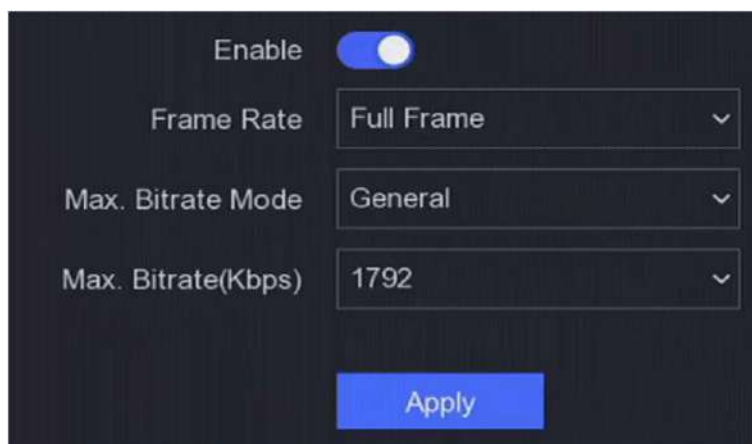 Enable
Frame Rate Full Frame
Max. Bitrate Mode General
Max. Bitrate(Kbps) 1792
Apply